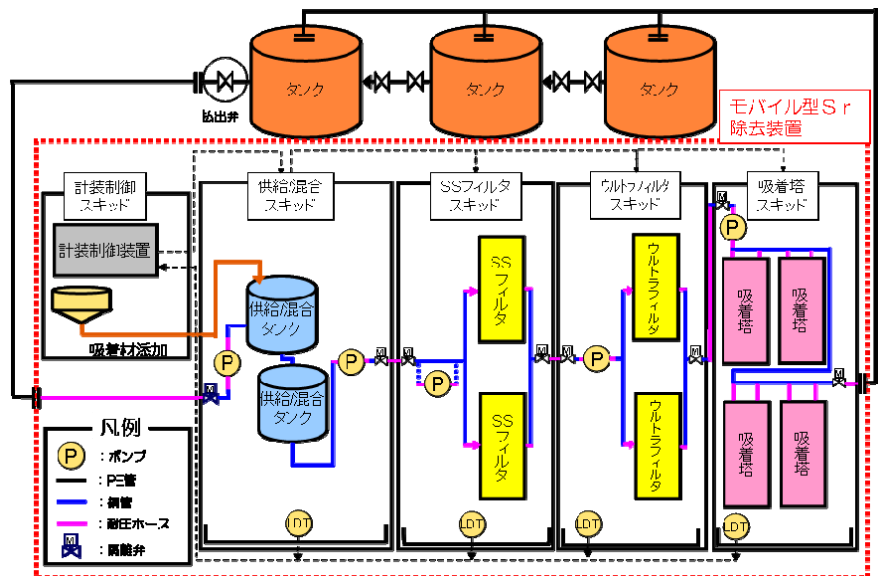 タンク
タンク
タンク
払出弁
モバイル型Ｓｒ
除去装置
計装制御
スキッド
供給/混合
スキッド
SSフィルタ
スキッド
ウルトラフィルタ
スキッド
吸着塔
スキッド
計装制御装置
吸着材添加
供給/混合
タンク
供給/混合
タンク
P
P
P
P
P
SSフィルタ
SSフィルタ
ウルトラフィルタ
ウルトラフィルタ
吸着塔
吸着塔
吸着塔
吸着塔
M
M
M
M
M
M
M
凡例
P ：ポンプ
：PE管
：鋼管
：耐圧ホース
M ：隔離弁
LDT
LDT
LDT
LDT